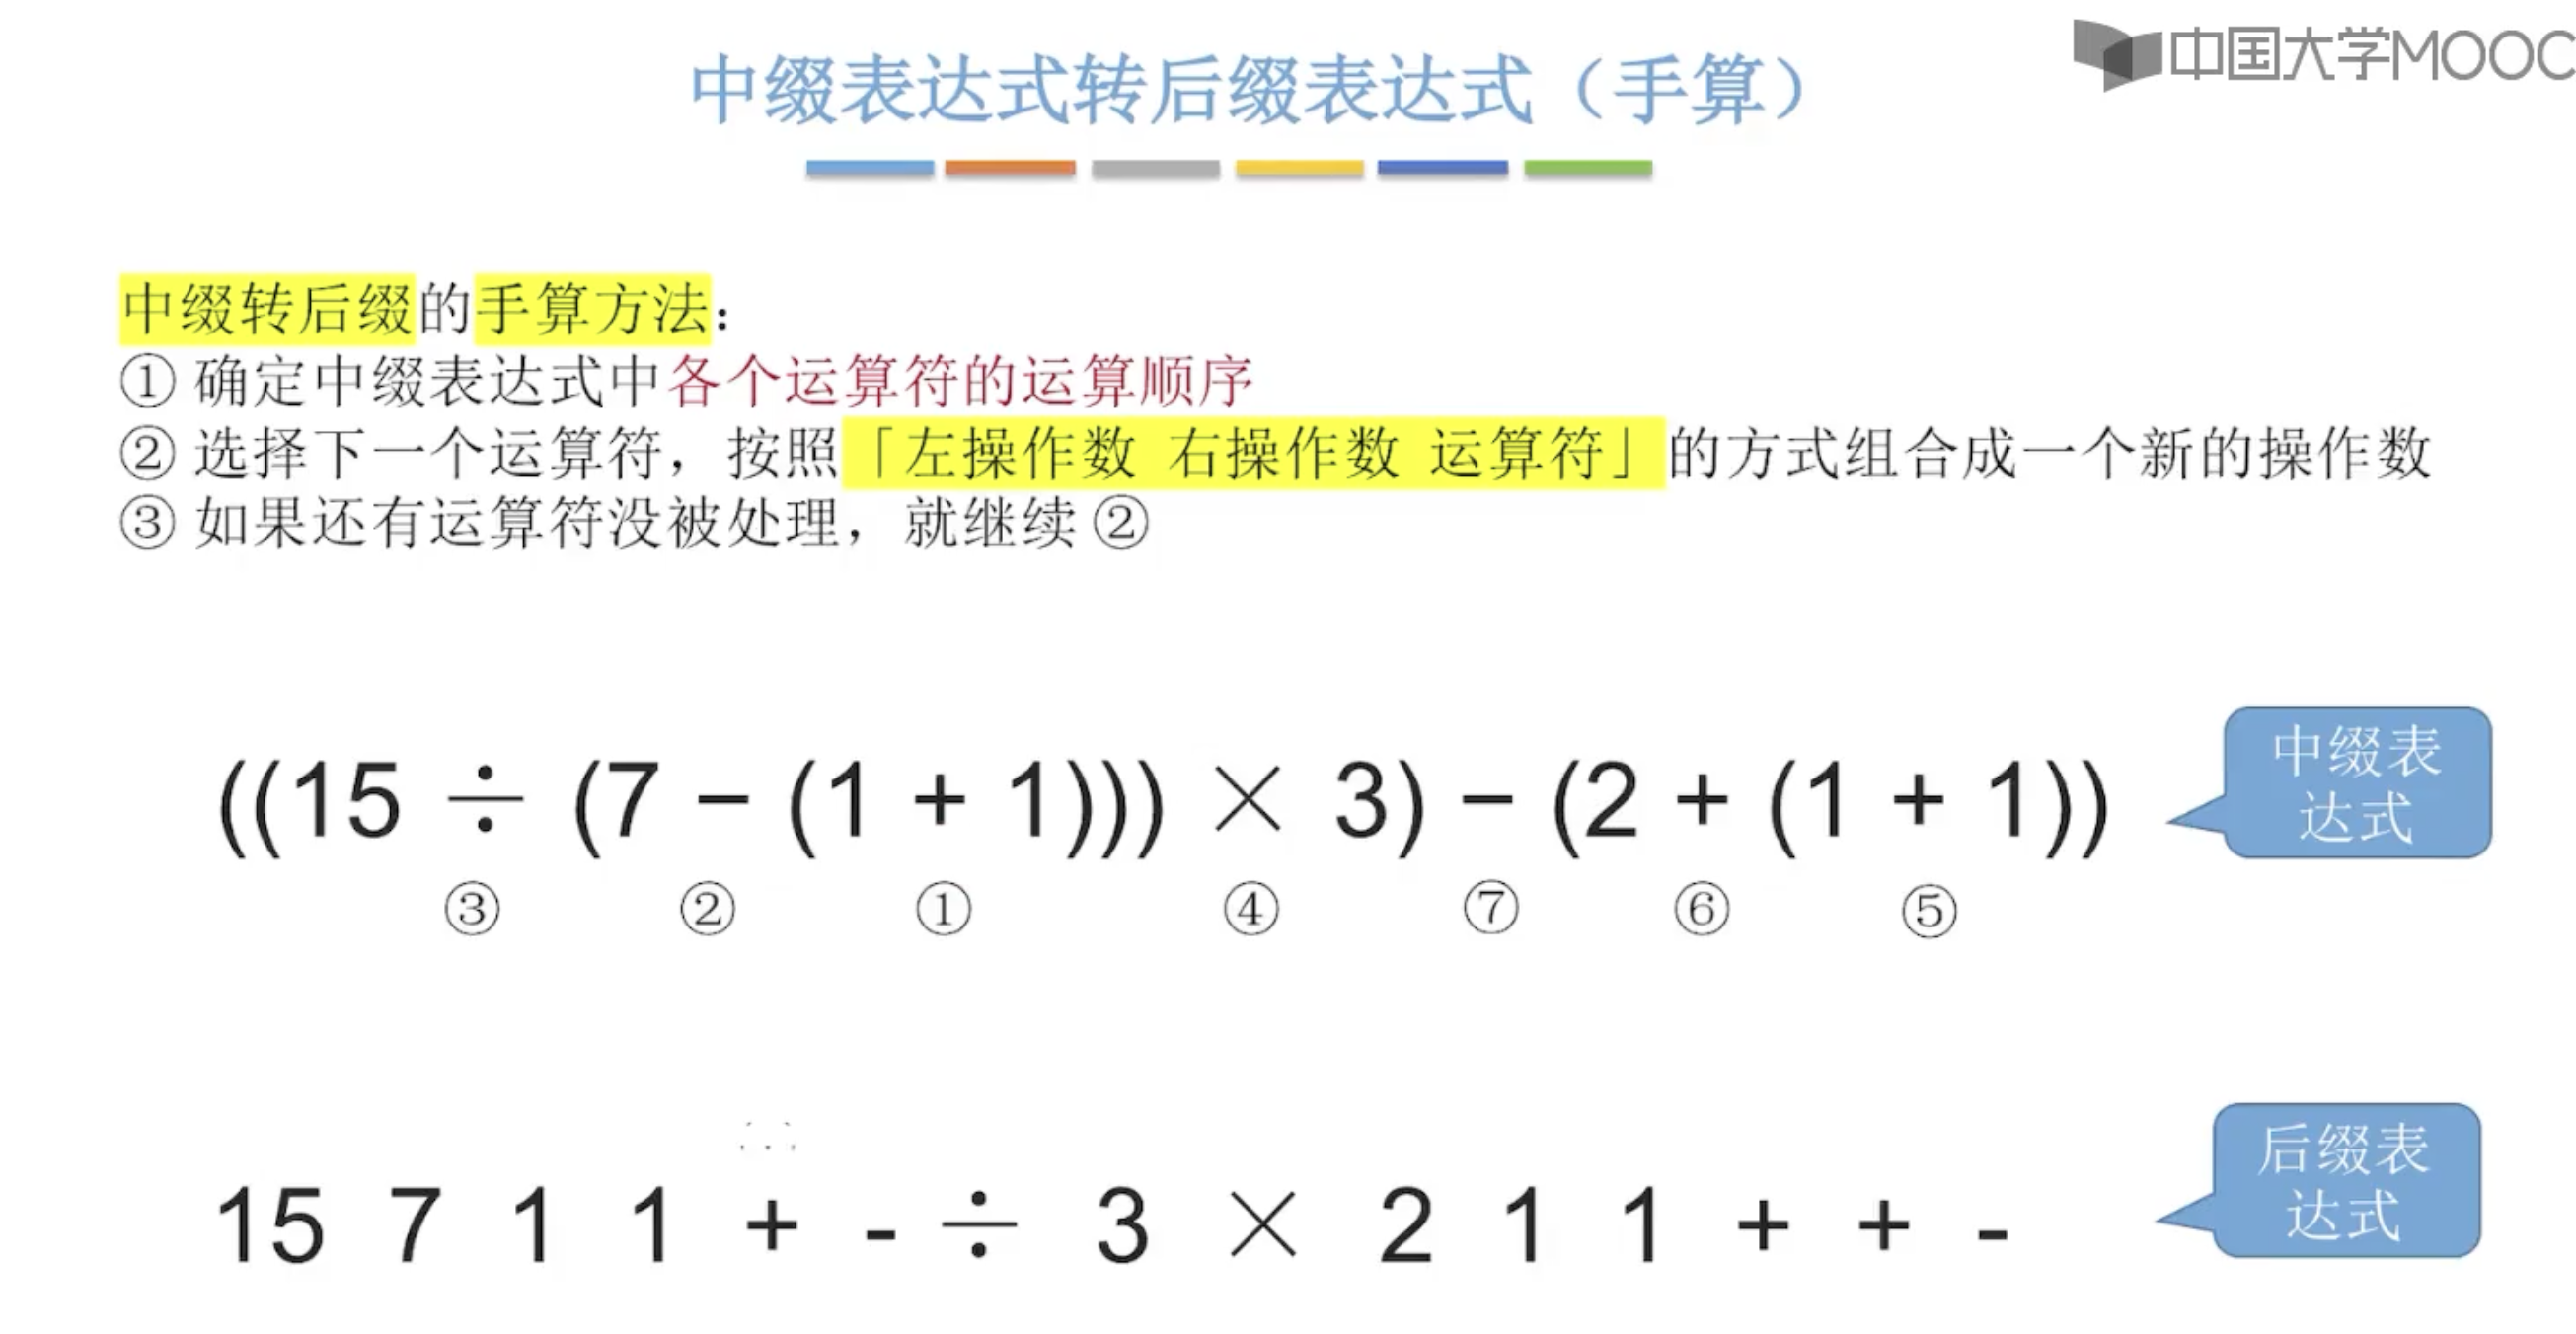 中国大学MOOC
中缀表达式转后缀表达式（手算）
中缀转后缀的手算方法：
① 确定中缀表达式中各个运算符的运算顺序
② 选择下一个运算符，按照「左操作数 右操作数 运算符」的方式组合成一个新的操作数
③ 如果还有运算符没被处理，就继续 ②
((15 ÷ (7 − (1 + 1))) × 3) − (2 + (1 + 1))
③ ② ① ④ ⑦ ⑥ ⑤
中缀表
达式
15 7 1 1 + - ÷ 3 × 2 1 1 + + -
后缀表
达式